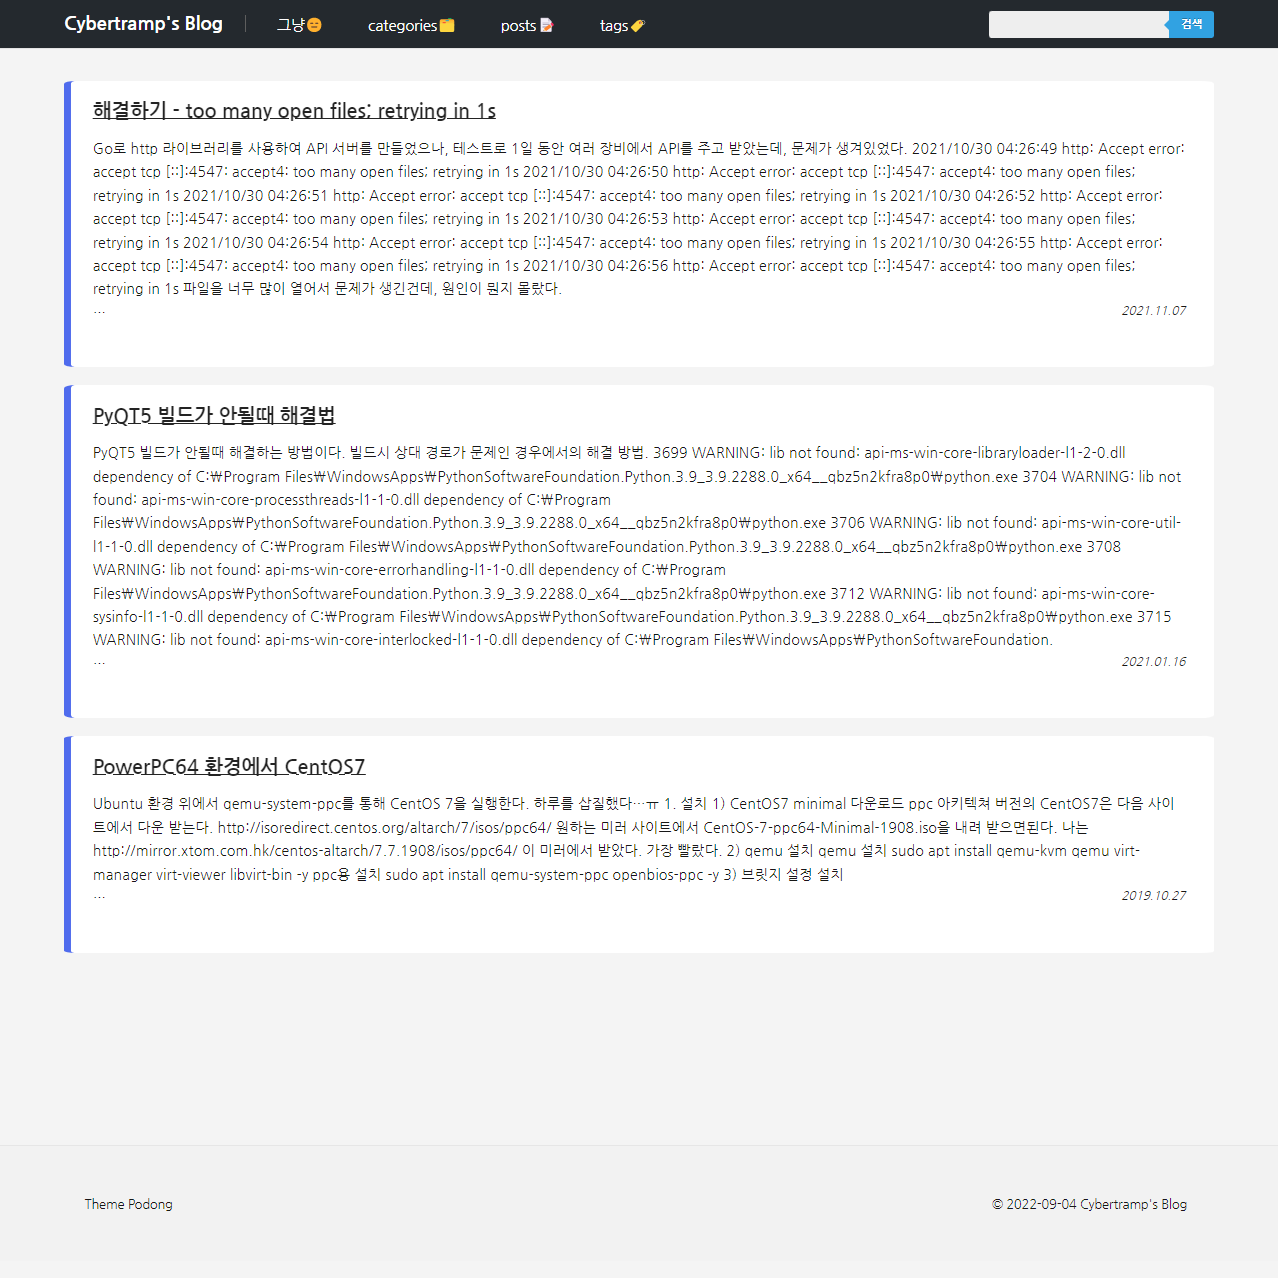 Cybertramp's Blog 그냥😑 categories🗂️ posts📝 tags🏷️ 검색
해결하기 - too many open files; retrying in 1s
Go로 http 라이브러리를 사용하여 API 서버를 만들었으나, 테스트로 1일 동안 여러 장비에서 API를 주고 받았는데, 문제가 생겨있었다. 2021/10/30 04:26:49 http: Accept error:
accept tcp [::]:4547: accept4: too many open files; retrying in 1s 2021/10/30 04:26:50 http: Accept error: accept tcp [::]:4547: accept4: too many open files;
retrying in 1s 2021/10/30 04:26:51 http: Accept error: accept tcp [::]:4547: accept4: too many open files; retrying in 1s 2021/10/30 04:26:52 http: Accept error:
accept tcp [::]:4547: accept4: too many open files; retrying in 1s 2021/10/30 04:26:53 http: Accept error: accept tcp [::]:4547: accept4: too many open files;
retrying in 1s 2021/10/30 04:26:54 http: Accept error: accept tcp [::]:4547: accept4: too many open files; retrying in 1s 2021/10/30 04:26:55 http: Accept error:
accept tcp [::]:4547: accept4: too many open files; retrying in 1s 2021/10/30 04:26:56 http: Accept error: accept tcp [::]:4547: accept4: too many open files;
retrying in 1s 파일을 너무 많이 열어서 문제가 생긴건데, 원인이 뭔지 몰랐다.
… 2021.11.07
PyQT5 빌드가 안될때 해결법
PyQT5 빌드가 안될때 해결하는 방법이다. 빌드시 상대 경로가 문제인 경우에서의 해결 방법. 3699 WARNING: lib not found: api-ms-win-core-libraryloader-l1-2-0.dll
dependency of C:₩Program Files₩WindowsApps₩PythonSoftwareFoundation.Python.3.9_3.9.2288.0_x64__qbz5n2kfra8p0₩python.exe 3704 WARNING: lib not
found: api-ms-win-core-processthreads-l1-1-0.dll dependency of C:₩Program
Files₩WindowsApps₩PythonSoftwareFoundation.Python.3.9_3.9.2288.0_x64__qbz5n2kfra8p0₩python.exe 3706 WARNING: lib not found: api-ms-win-core-util-
l1-1-0.dll dependency of C:₩Program Files₩WindowsApps₩PythonSoftwareFoundation.Python.3.9_3.9.2288.0_x64__qbz5n2kfra8p0₩python.exe 3708
WARNING: lib not found: api-ms-win-core-errorhandling-l1-1-0.dll dependency of C:₩Program
Files₩WindowsApps₩PythonSoftwareFoundation.Python.3.9_3.9.2288.0_x64__qbz5n2kfra8p0₩python.exe 3712 WARNING: lib not found: api-ms-win-core-
sysinfo-l1-1-0.dll dependency of C:₩Program Files₩WindowsApps₩PythonSoftwareFoundation.Python.3.9_3.9.2288.0_x64__qbz5n2kfra8p0₩python.exe 3715
WARNING: lib not found: api-ms-win-core-interlocked-l1-1-0.dll dependency of C:₩Program Files₩WindowsApps₩PythonSoftwareFoundation.
… 2021.01.16
PowerPC64 환경에서 CentOS7
Ubuntu 환경 위에서 qemu-system-ppc를 통해 CentOS 7을 실행한다. 하루를 삽질했다…ㅠ 1. 설치 1) CentOS7 minimal 다운로드 ppc 아키텍쳐 버전의 CentOS7은 다음 사이
트에서 다운 받는다. http://isoredirect.centos.org/altarch/7/isos/ppc64/ 원하는 미러 사이트에서 CentOS-7-ppc64-Minimal-1908.iso을 내려 받으면된다. 나는
http://mirror.xtom.com.hk/centos-altarch/7.7.1908/isos/ppc64/ 이 미러에서 받았다. 가장 빨랐다. 2) qemu 설치 qemu 설치 sudo apt install qemu-kvm qemu virt-
manager virt-viewer libvirt-bin -y ppc용 설치 sudo apt install qemu-system-ppc openbios-ppc -y 3) 브릿지 설정 설치
… 2019.10.27
Theme Podong © 2022-09-04 Cybertramp's Blog